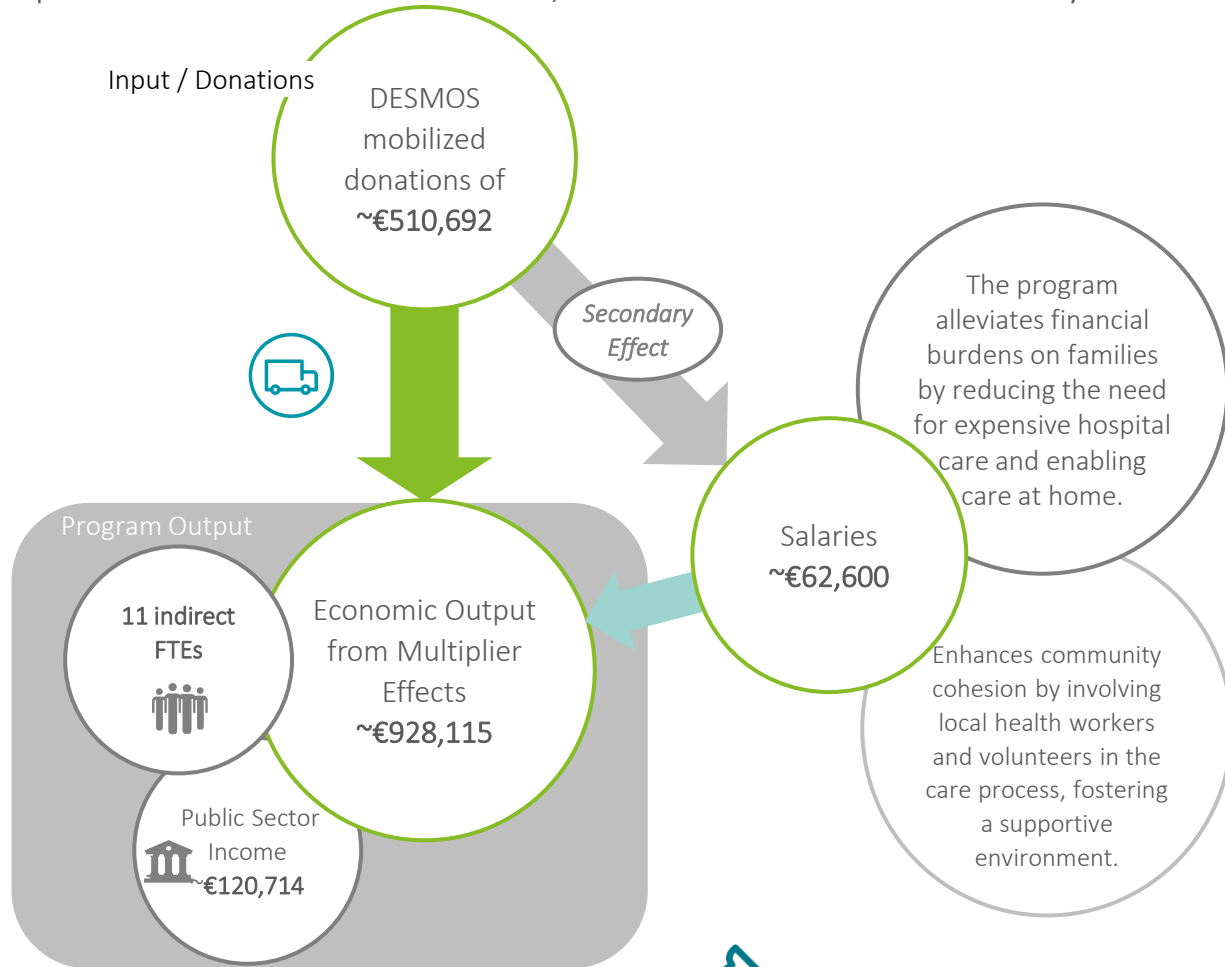 Input / Donations
DESMOS
mobilized
donations of
~€510,692
Secondary
Effect
The program
alleviates financial
burdens on families
by reducing the need
for expensive hospital
care and enabling
care at home.
Salaries
~€62,600
Program Output
11 indirect
FTEs
Economic Output
from Multiplier
Effects
~€928,115
Public Sector
Income
~€120,714
Enhances community
cohesion by involving
local health workers
and volunteers in the
care process, fostering
a supportive
environment.